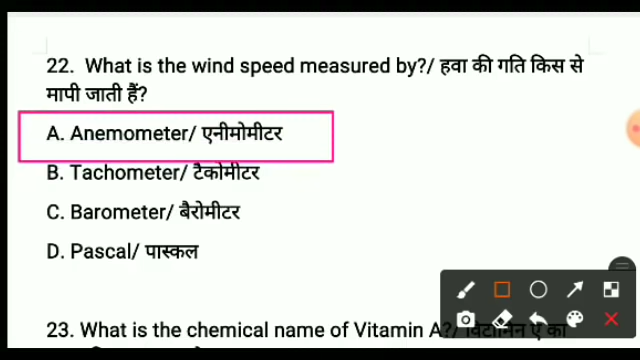 22. What is the wind speed measured by?/ हवा की गति किस से
मापी जाती हैं?
A. Anemometer/ एनीमोमीटर
B. Tachometer/ टैकोमीटर
C. Barometer/ बैरोमीटर
D. Pascal/ पास्कल
23. What is the chemical name of Vitamin A?/ विटामिन ए का